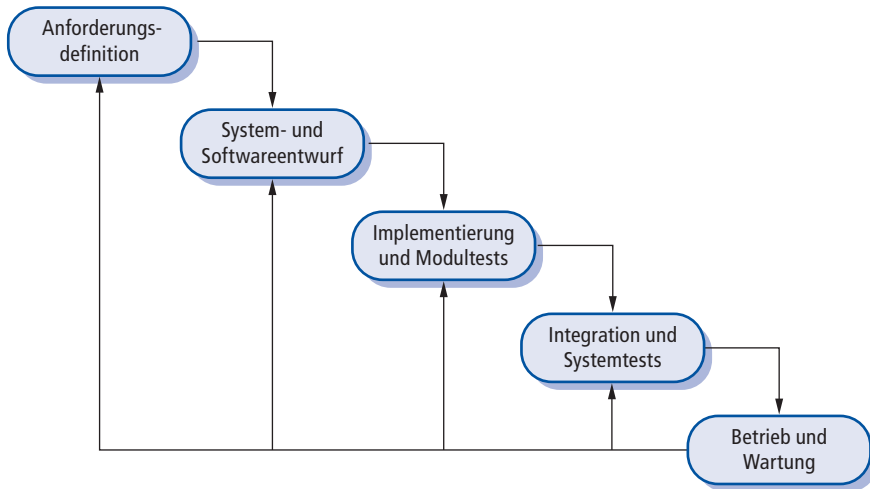 Anforderungs-
definition
System- und
Softwareentwurf
Implementierung
und Modultests
Integration und
Systemtests
Betrieb und
Wartung